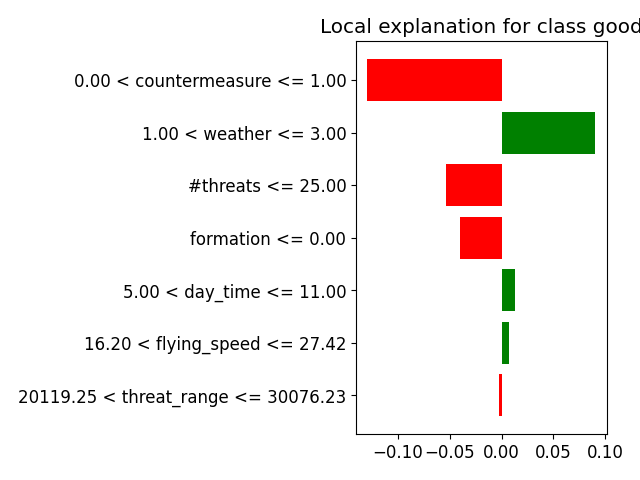 Local explanation for class good
0.00 < countermeasure <= 1.00
1.00 < weather <= 3.00
#threats <= 25.00
formation <= 0.00
5.00 < day_time <= 11.00
16.20 < flying_speed <= 27.42
20119.25 < threat_range <= 30076.23
−0.10 −0.05 0.00 0.05 0.10